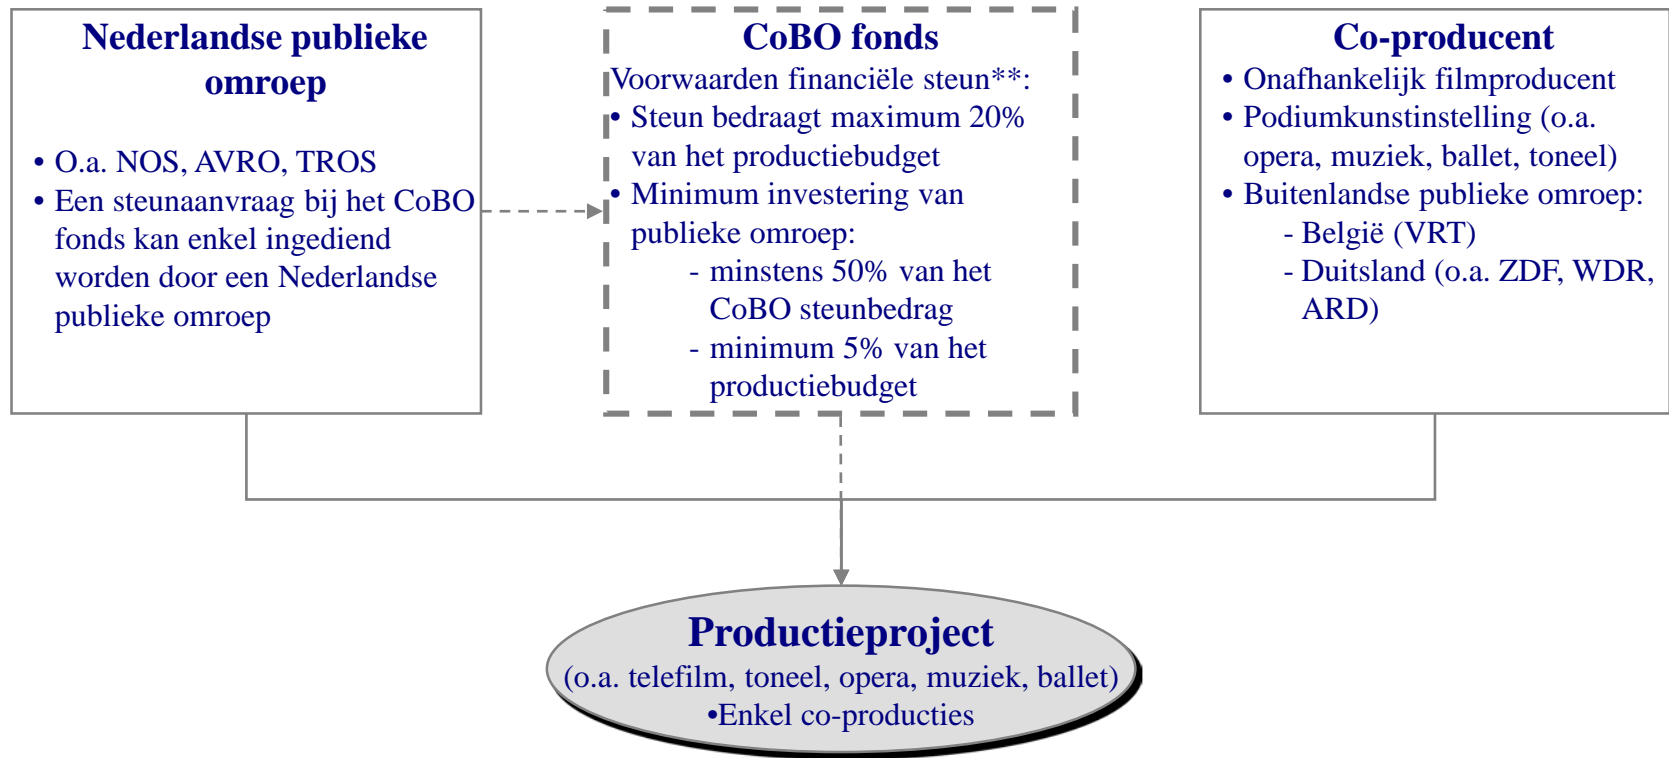 Nederlandse publieke
omroep
• O.a. NOS, AVRO, TROS
• Een steunaanvraag bij het CoBO
fonds kan enkel ingediend
worden door een Nederlandse
publieke omroep
CoBO fonds
Voorwaarden financiële steun**:
• Steun bedraagt maximum 20%
van het productiebudget
• Minimum investering van
publieke omroep:
- minstens 50% van het
CoBO steunbedrag
- minimum 5% van het
productiebudget
Co-producent
• Onafhankelijk filmproducent
• Podiumkunstinstelling (o.a.
opera, muziek, ballet, toneel)
• Buitenlandse publieke omroep:
- België (VRT)
- Duitsland (o.a. ZDF, WDR,
ARD)
Productieproject
(o.a. telefilm, toneel, opera, muziek, ballet)
•Enkel co-producties